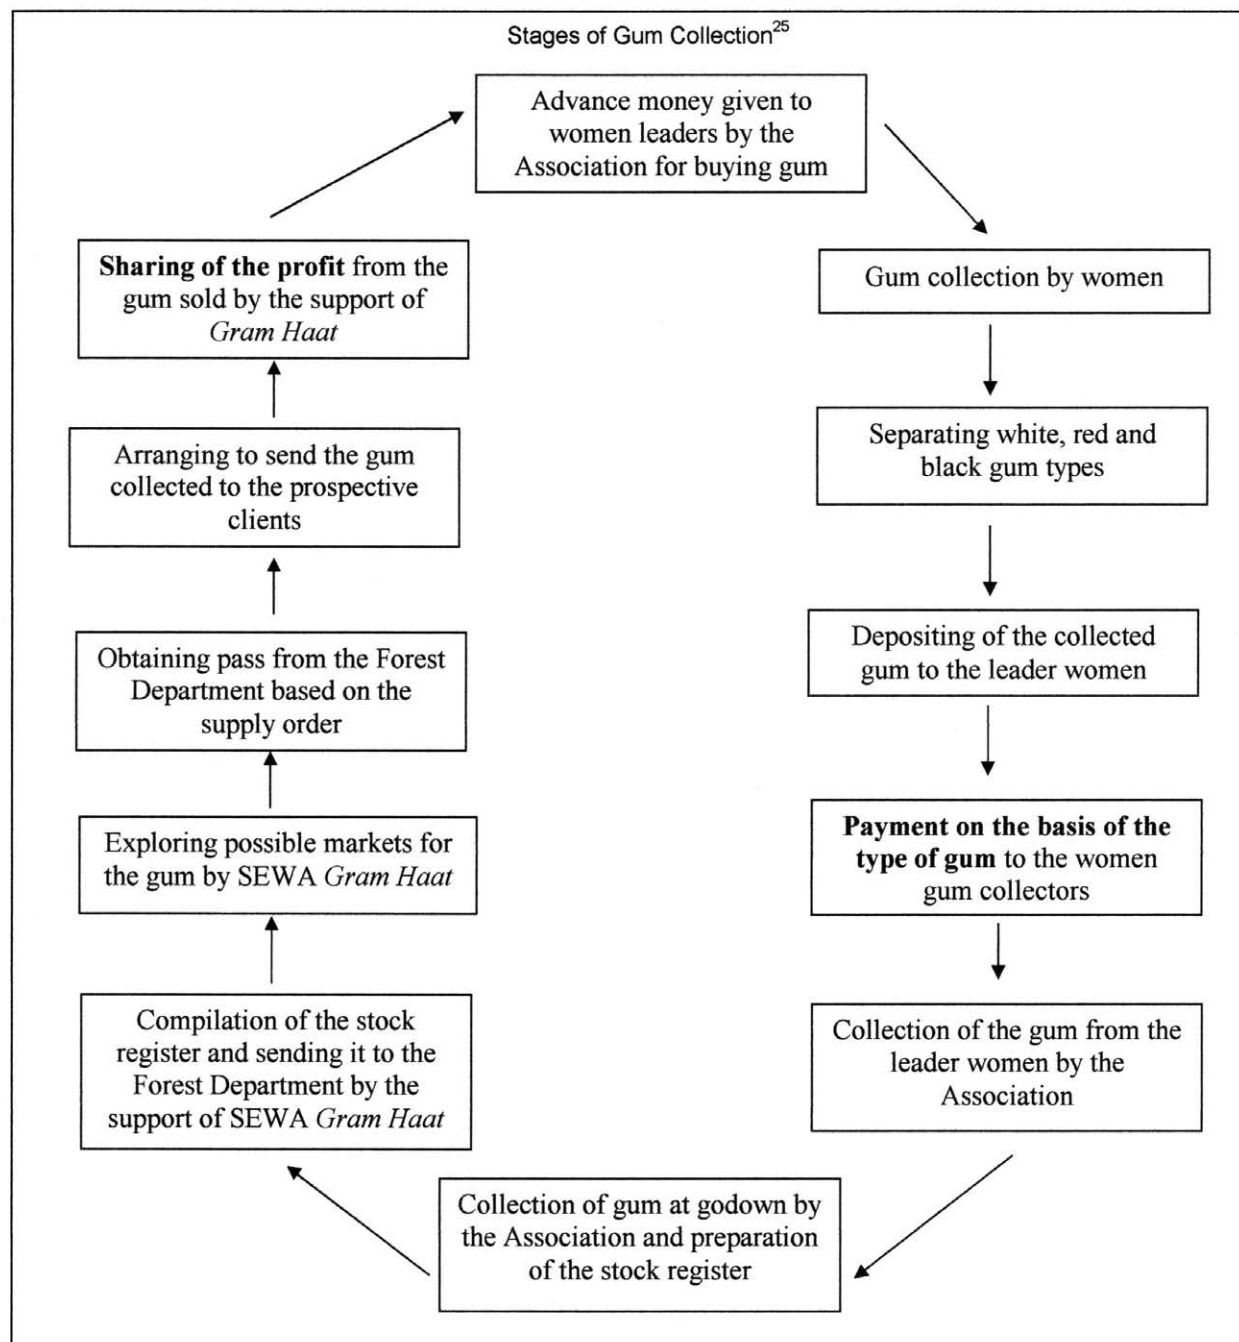 Stages of Gum Collection25
Advance money given to
women leaders by the
Association for buying gum
Gum collection by women
Separating white, red and
black gum types
Depositing of the collected
gum to the leader women
Payment on the basis of the
type of gum to the women
gum collectors
Collection of the gum from the
leader women by the
Association
Collection of gum at godown by
the Association and preparation
of the stock register
Compilation of the stock
register and sending it to the
Forest Department by the
support of SEWA Gram Haat
Exploring possible markets for
the gum by SEWA Gram Haat
Obtaining pass from the Forest
Department based on the
supply order
Arranging to send the gum
collected to the prospective
clients
Sharing of the profit from the
gum sold by the support of
Gram Haat